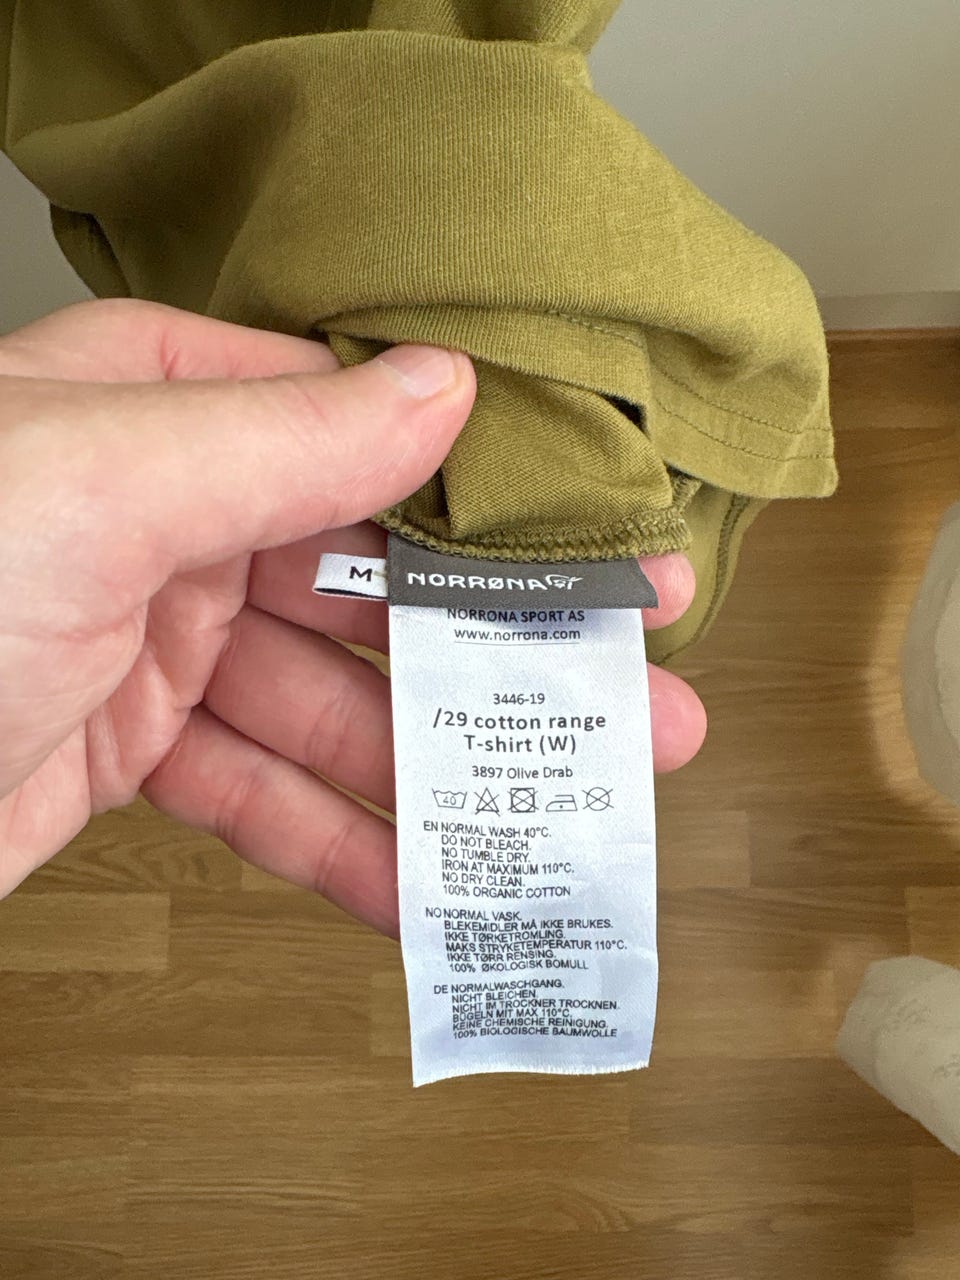 M
NORRØNA
NORRØNA SPORT AS
www.norrona.com
3446-19
/29 cotton range
T-shirt (W)
3897 Olive Drab
40
EN NORMAL WASH 40°C.
DO NOT BLEACH.
NO TUMBLE DRY.
IRON AT MAXIMUM 110°C.
NO DRY CLEAN.
100% ORGANIC COTTON
NO NORMAL VASK.
BLEKEMIDLER MÅ IKKE BRUKES.
IKKE TØRKETROMLING.
MAKS STRYKETEMPERATUR 110°C.
IKKE TØRR RENSING.
100% ØKOLOGISK BOMULL
DE NORMALWASCHGANG.
NICHT BLEICHEN.
NICHT IM TROCKNER TROCKNEN.
BÜGELN MIT MAX 110°C.
KEINE CHEMISCHE REINIGUNG.
100% BIOLOGISCHE BAUMWOLLE